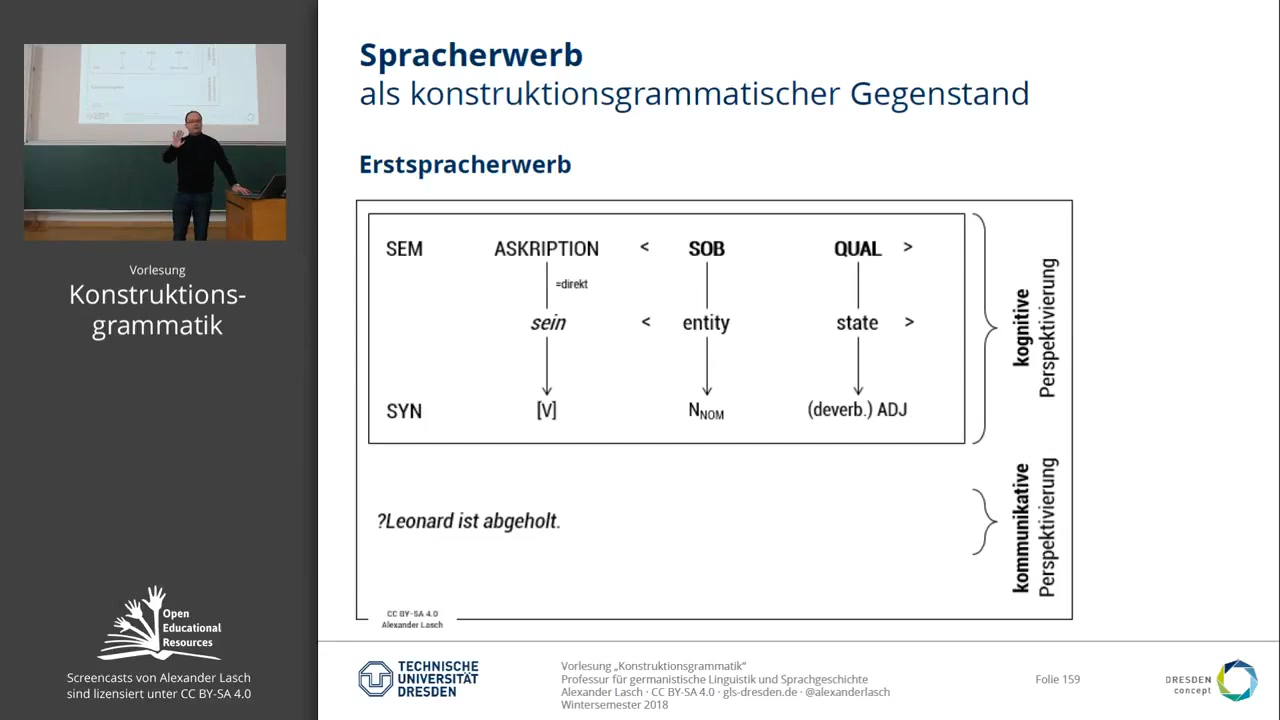 Spracherwerb
als konstruktionsgrammatischer Gegenstand
Erstspracherwerb
SEM ASKRIPTION < SOB QUAL >
=direkt
sein < entity state >
SYN [V] NNOM (deverb.) ADJ
kognitive
Perspektivierung
?Leonard ist abgeholt.
kommunikative
Perspektivierung
CC BY-SA 4.0
Alexander Lasch
Vorlesung
Konstruktions-
grammatik
Open
Educational
Resources
Screencasts von Alexander Lasch
sind lizensiert unter CC BY-SA 4.0
TECHNISCHE
UNIVERSITÄT
DRESDEN
Vorlesung „Konstruktionsgrammatik“
Professur für germanistische Linguistik und Sprachgeschichte
Alexander Lasch · CC BY-SA 4.0 · gls-dresden.de · @alexanderlasch
Wintersemester 2018
Folie 159
DRESDEN
concept